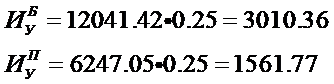 И_У^Б = 12041.42•0.25 = 3010.36
И_У^П = 6247.05•0.25 = 1561.77